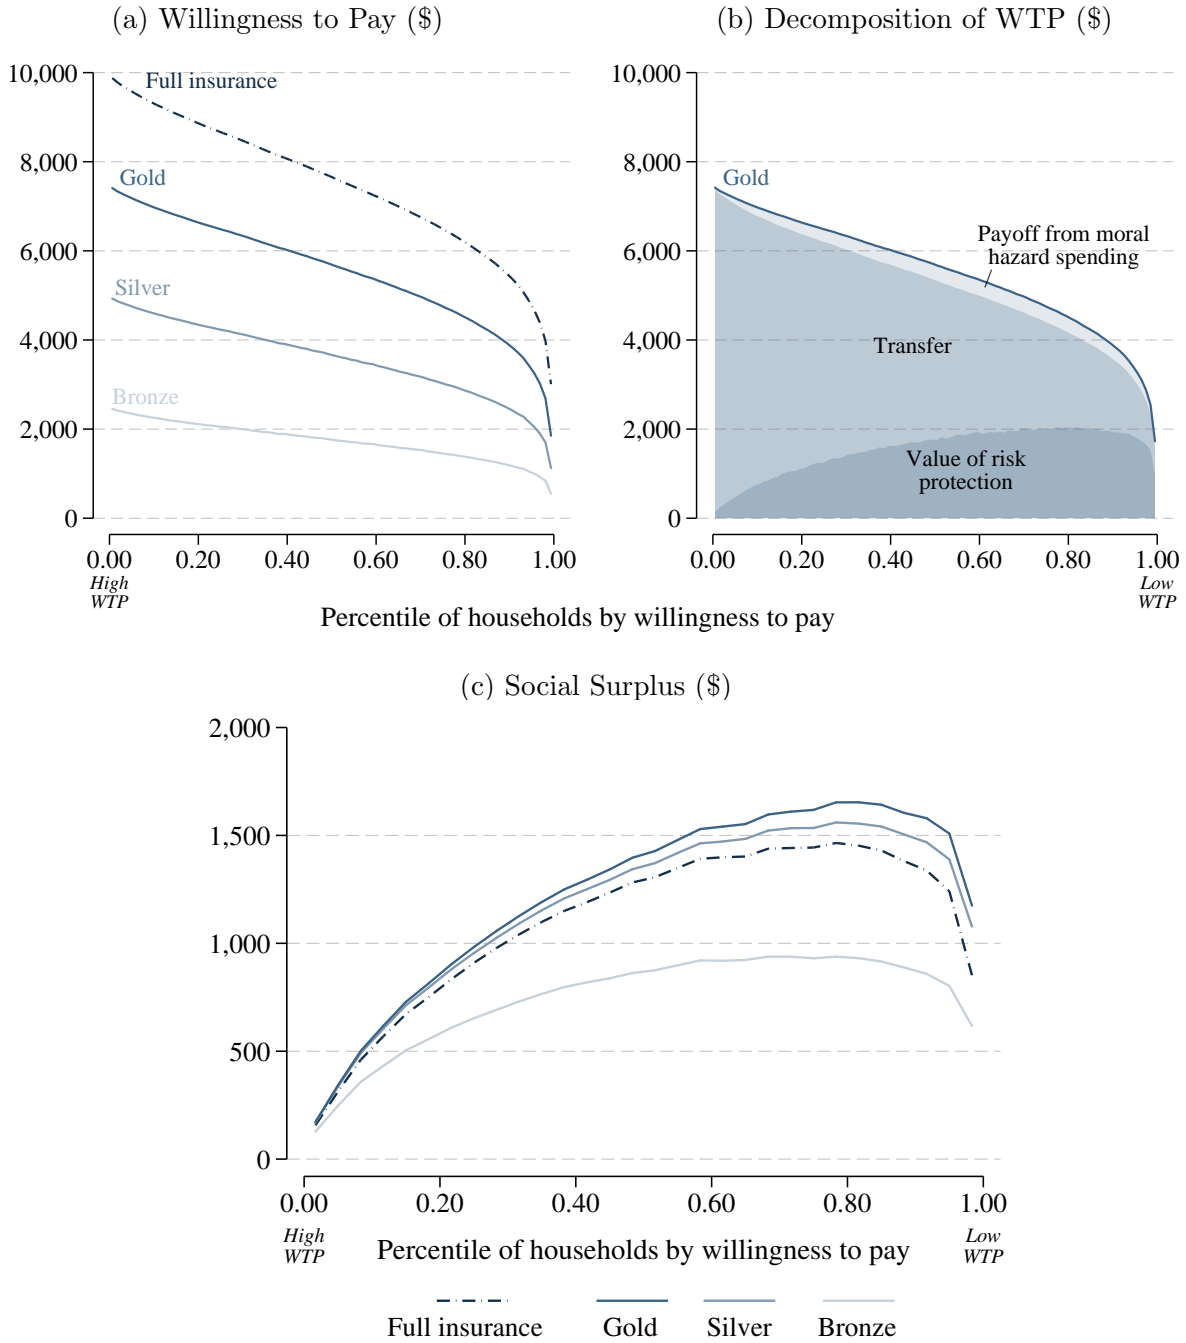 (a) Willingness to Pay ($)
10,000
8,000
6,000
4,000
2,000
0
Full insurance
Gold
Silver
Bronze
0.00 0.20 0.40 0.60 0.80 1.00
High
WTP
(b) Decomposition of WTP ($)
10,000
8,000
6,000
4,000
2,000
0
Gold
Payoff from moral
hazard spending
Transfer
Value of risk
protection
0.00 0.20 0.40 0.60 0.80 1.00
Low
WTP
Percentile of households by willingness to pay
(c) Social Surplus ($)
2,000
1,500
1,000
500
0
0.00 0.20 0.40 0.60 0.80 1.00
High
WTP
Low
WTP
Percentile of households by willingness to pay
Full insurance Gold Silver Bronze